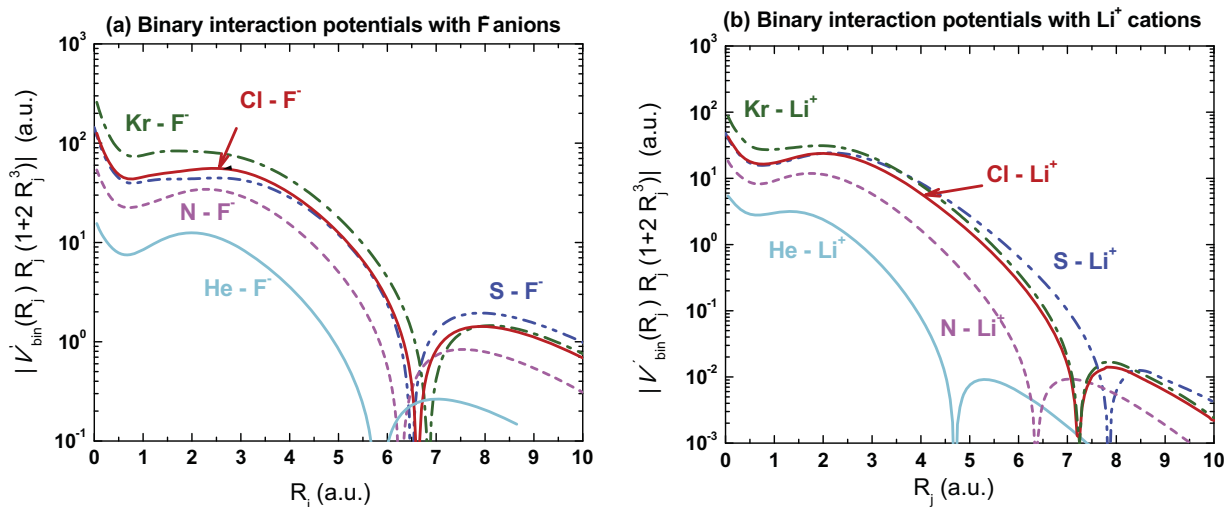 (a) Binary interaction potentials with F⁻ anions
|V'bin(Rj) Rj (1+2 Rj³)| (a.u.)
10³
10²
10¹
10⁰
10⁻¹
Cl - F⁻
Kr - F⁻
N - F⁻
He - F⁻
S - F⁻
0 1 2 3 4 5 6 7 8 9 10
Rj (a.u.)
(b) Binary interaction potentials with Li⁺ cations
|V'bin(Rj) Rj (1+2 Rj³)| (a.u.)
10³
10²
10¹
10⁰
10⁻¹
10⁻²
10⁻³
Kr - Li⁺
Cl - Li⁺
He - Li⁺
S - Li⁺
N - Li⁺
0 1 2 3 4 5 6 7 8 9 10
Rj (a.u.)